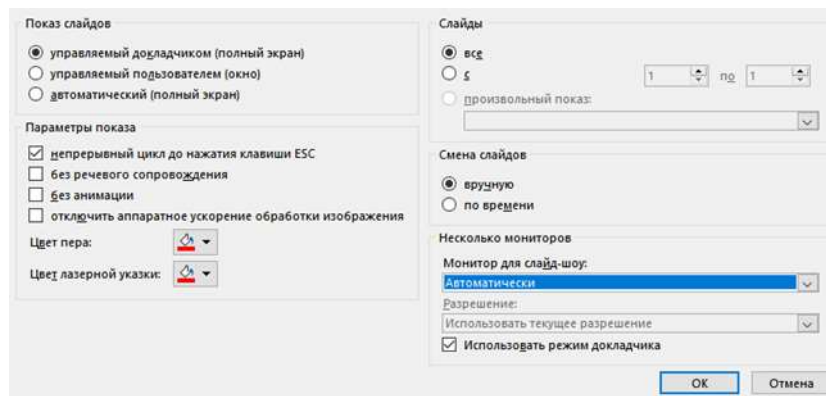 Показ слайдов
управляемый докладчиком (полный экран)
управляемый пользователем (окно)
автоматический (полный экран)
Параметры показа
непрерывный цикл до нажатия клавиши ESC
без речевого сопровождения
без анимации
отключить аппаратное ускорение обработки изображения
Цвет пера:
Цвет лазерной указки:
Слайды
все
с 1 по 1
произвольный показ:
Смена слайдов
вручную
по времени
Несколько мониторов
Монитор для слайд-шоу:
Автоматически
Разрешение:
Использовать текущее разрешение
Использовать режим докладчика
ОК Отмена